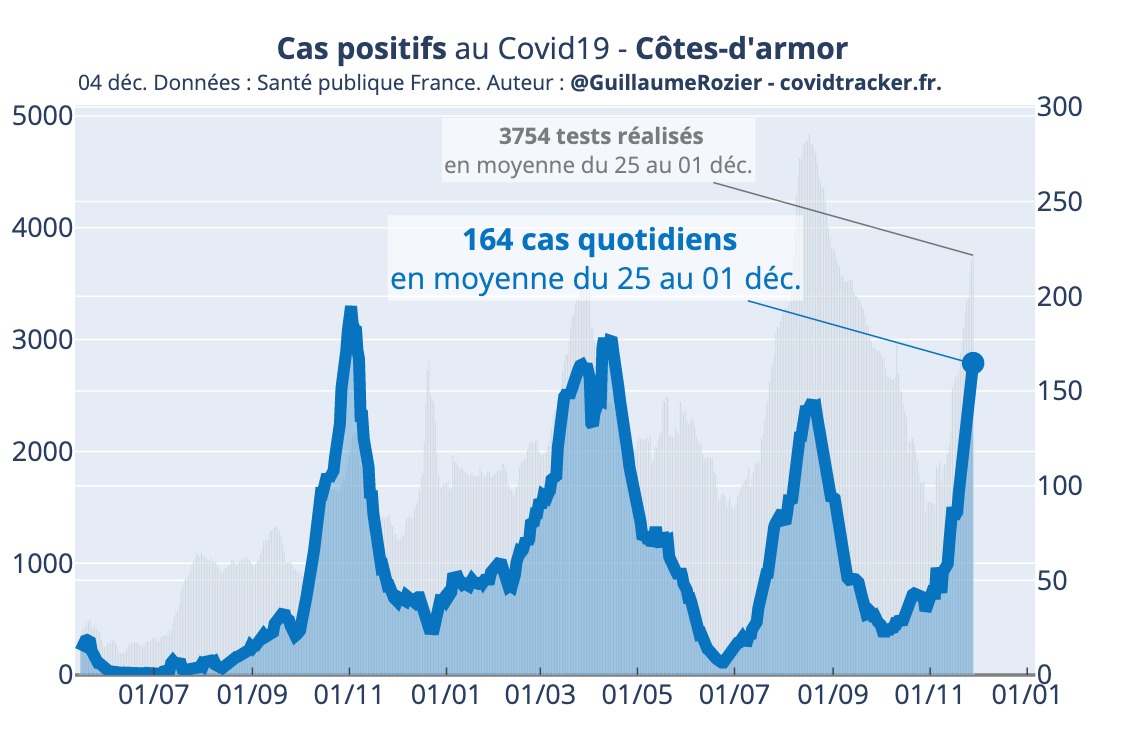 Cas positifs au Covid19 - Côtes-d'armor
04 déc. Données : Santé publique France. Auteur : @GuillaumeRozier - covidtracker.fr.
5000
4000
3000
2000
1000
0
3754 tests réalisés
en moyenne du 25 au 01 déc.
164 cas quotidiens
en moyenne du 25 au 01 déc.
300
250
200
150
100
50
0
01/07 01/09 01/11 01/01 01/03 01/05 01/07 01/09 01/11 01/01